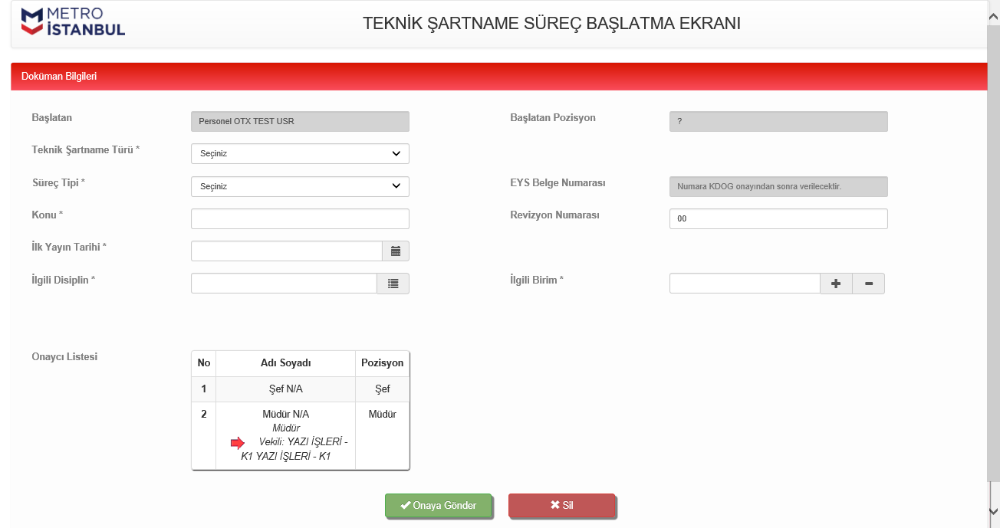 METRO
İSTANBUL
TEKNİK ŞARTNAME SÜREÇ BAŞLATMA EKRANI
Doküman Bilgileri
Başlatan
Personel OTX TEST USR
Başlatan Pozisyon
?
Teknik Şartname Türü *
Seçiniz
Süreç Tipi *
Seçiniz
EYS Belge Numarası
Numara KDOG onayından sonra verilecektir.
Konu *
Revizyon Numarası
00
İlk Yayın Tarihi *
İlgili Disiplin *
İlgili Birim *
Onaycı Listesi
No Adı Soyadı Pozisyon
1 Şef N/A Şef
2 Müdür N/A Müdür
Müdür
Vekili: YAZI İŞLERİ -
K1 YAZI İŞLERİ - K1
Onaya Gönder
Sil